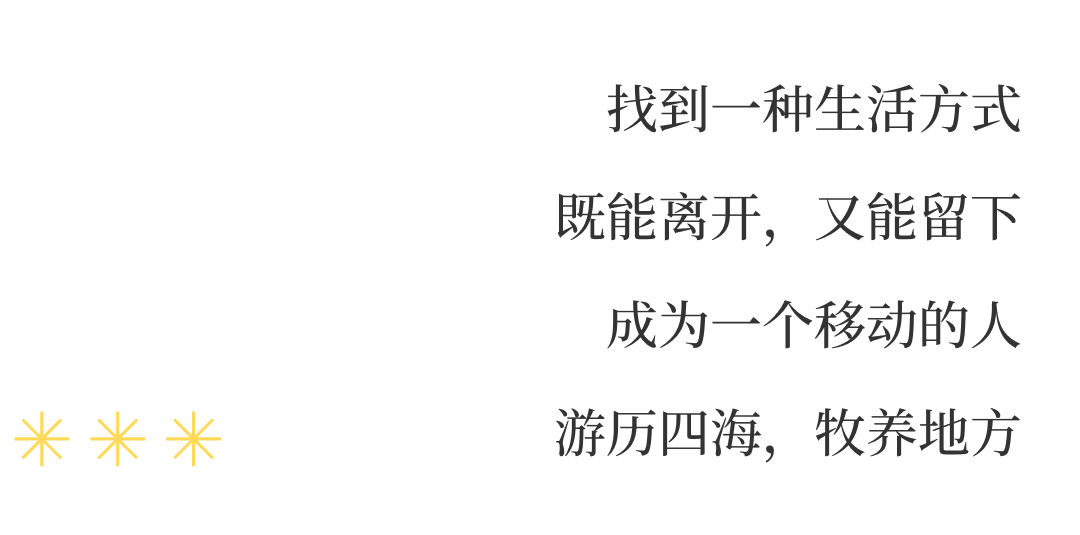 找到一种生活方式
既能离开，又能留下
成为一个移动的人
游历四海，牧养地方